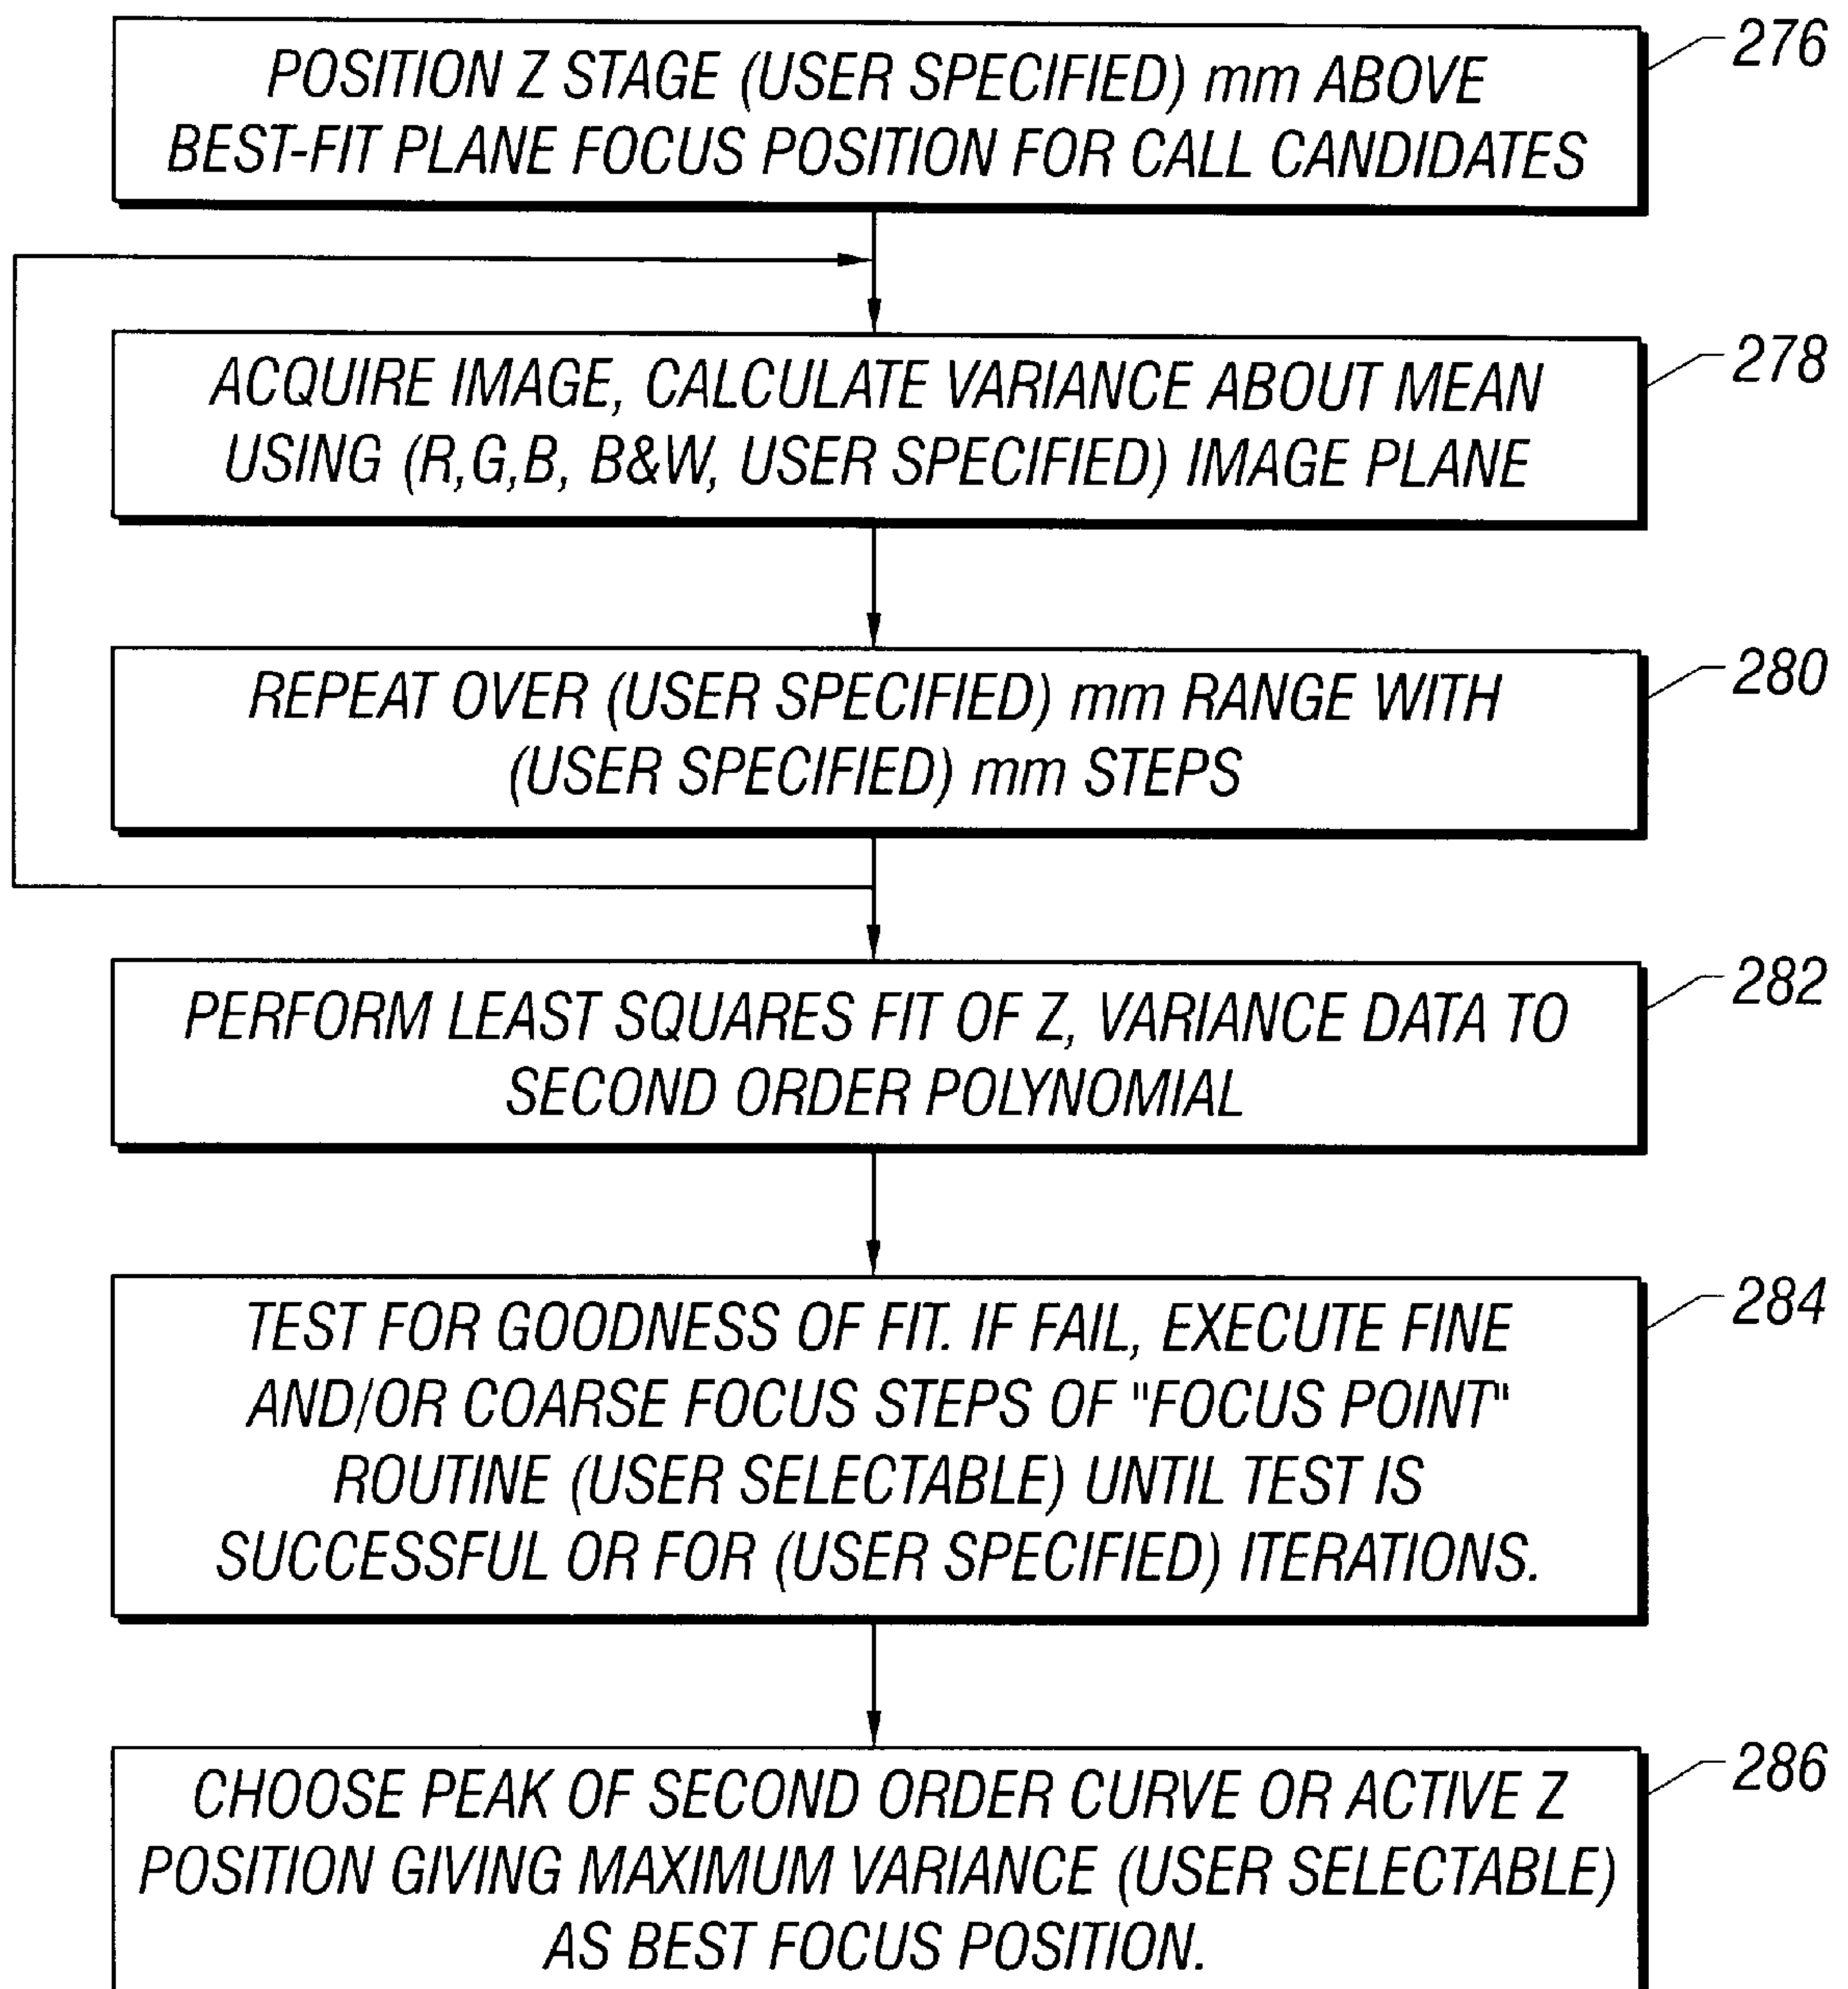 POSITION Z STAGE (USER SPECIFIED) mm ABOVE
BEST-FIT PLANE FOCUS POSITION FOR CALL CANDIDATES
276
ACQUIRE IMAGE, CALCULATE VARIANCE ABOUT MEAN
USING (R,G,B, B&W, USER SPECIFIED) IMAGE PLANE
278
REPEAT OVER (USER SPECIFIED) mm RANGE WITH
(USER SPECIFIED) mm STEPS
280
PERFORM LEAST SQUARES FIT OF Z, VARIANCE DATA TO
SECOND ORDER POLYNOMIAL
282
TEST FOR GOODNESS OF FIT. IF FAIL, EXECUTE FINE
AND/OR COARSE FOCUS STEPS OF "FOCUS POINT"
ROUTINE (USER SELECTABLE) UNTIL TEST IS
SUCCESSFUL OR FOR (USER SPECIFIED) ITERATIONS.
284
CHOOSE PEAK OF SECOND ORDER CURVE OR ACTIVE Z
POSITION GIVING MAXIMUM VARIANCE (USER SELECTABLE)
AS BEST FOCUS POSITION.
286